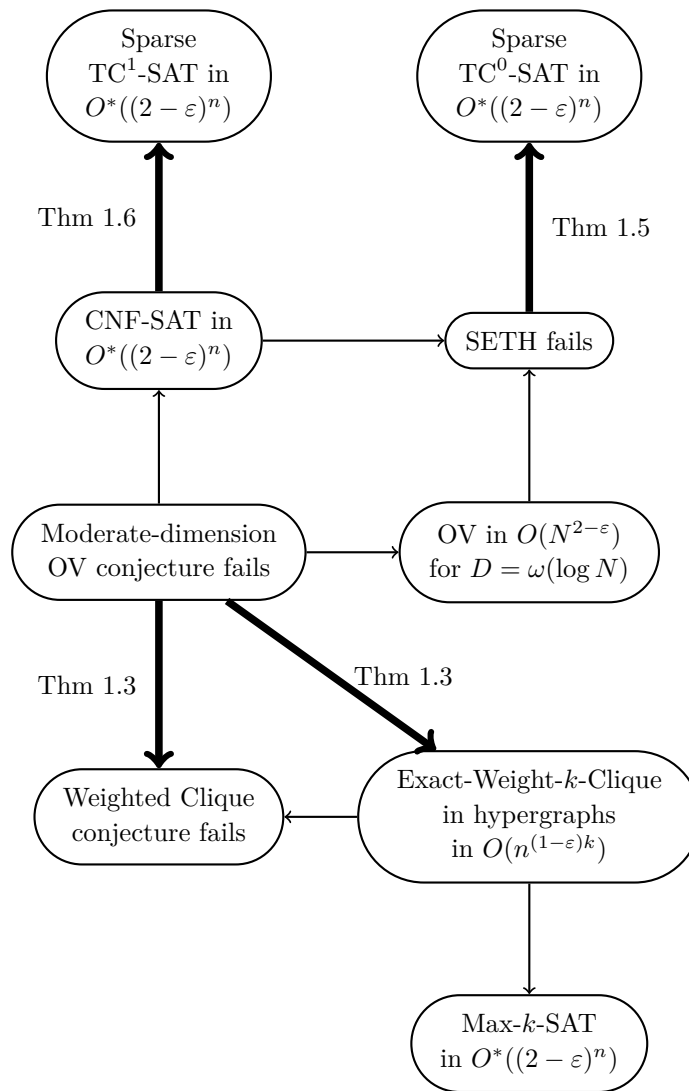 Sparse
TC¹-SAT in
O*((2 − ε)ⁿ)
Sparse
TC⁰-SAT in
O*((2 − ε)ⁿ)
Thm 1.6
Thm 1.5
CNF-SAT in
O*((2 − ε)ⁿ)
SETH fails
Moderate-dimension
OV conjecture fails
OV in O(N²⁻ᵋ)
for D = ω(log N)
Thm 1.3
Thm 1.3
Weighted Clique
conjecture fails
Exact-Weight-k-Clique
in hypergraphs
in O(n⁽¹⁻ᵋ⁾ᵏ)
Max-k-SAT
in O*((2 − ε)ⁿ)